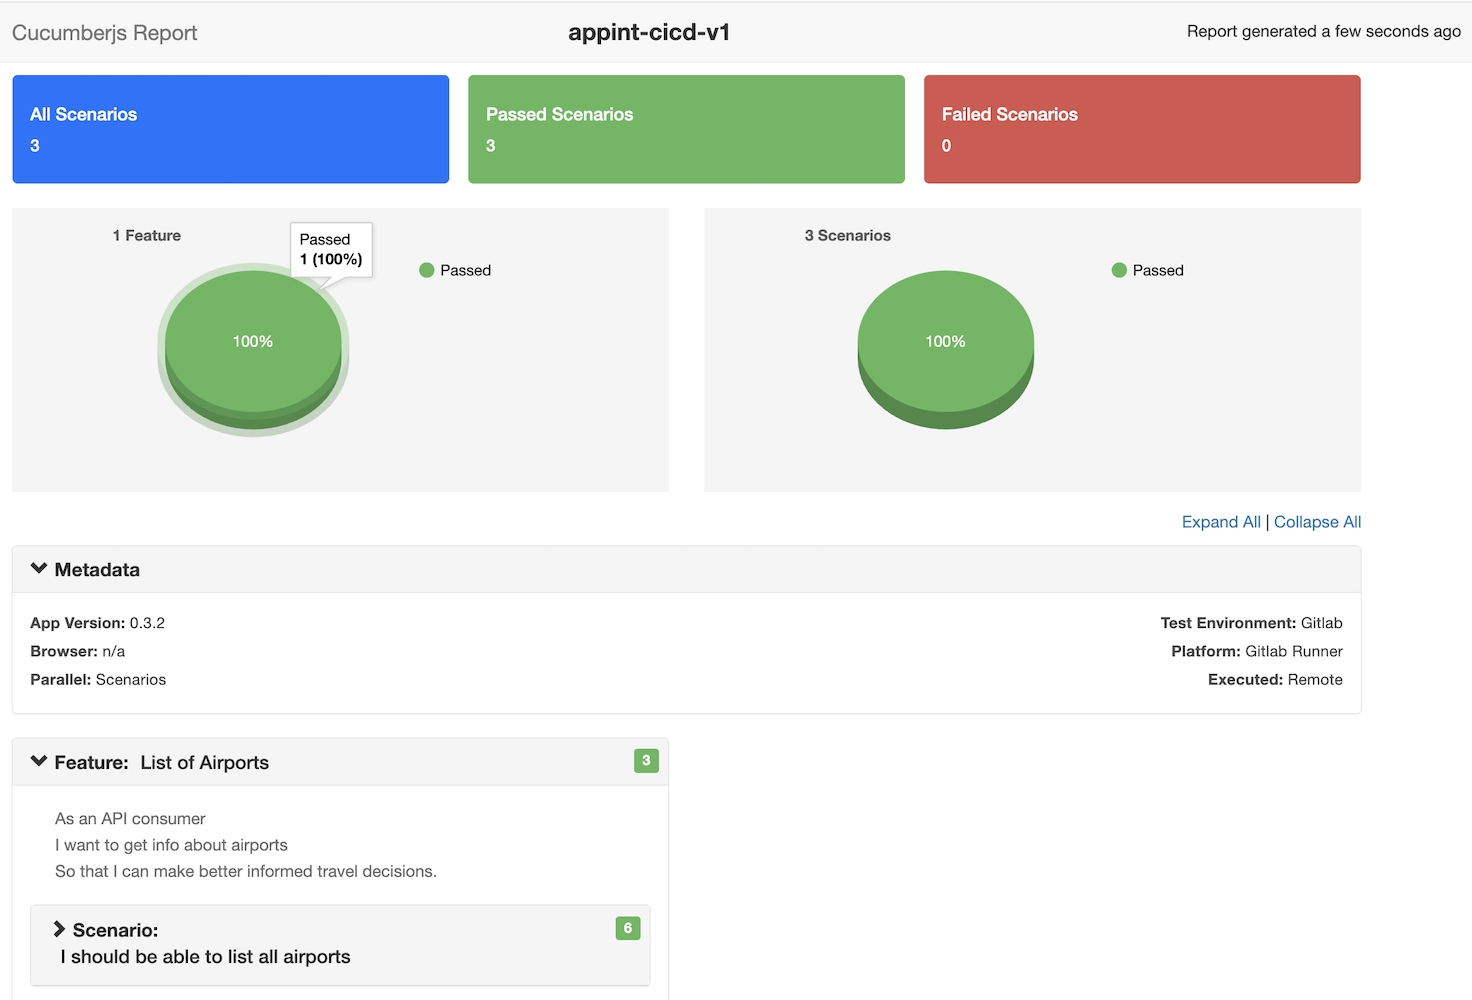 Cucumberjs Report
appint-cicd-v1
Report generated a few seconds ago
All Scenarios
3
Passed Scenarios
3
Failed Scenarios
0
1 Feature
Passed
1 (100%)
Passed
100%
3 Scenarios
Passed
100%
Expand All | Collapse All
Metadata
App Version: 0.3.2
Browser: n/a
Parallel: Scenarios
Test Environment: Gitlab
Platform: Gitlab Runner
Executed: Remote
Feature: List of Airports
3
As an API consumer
I want to get info about airports
So that I can make better informed travel decisions.
Scenario:
6
I should be able to list all airports